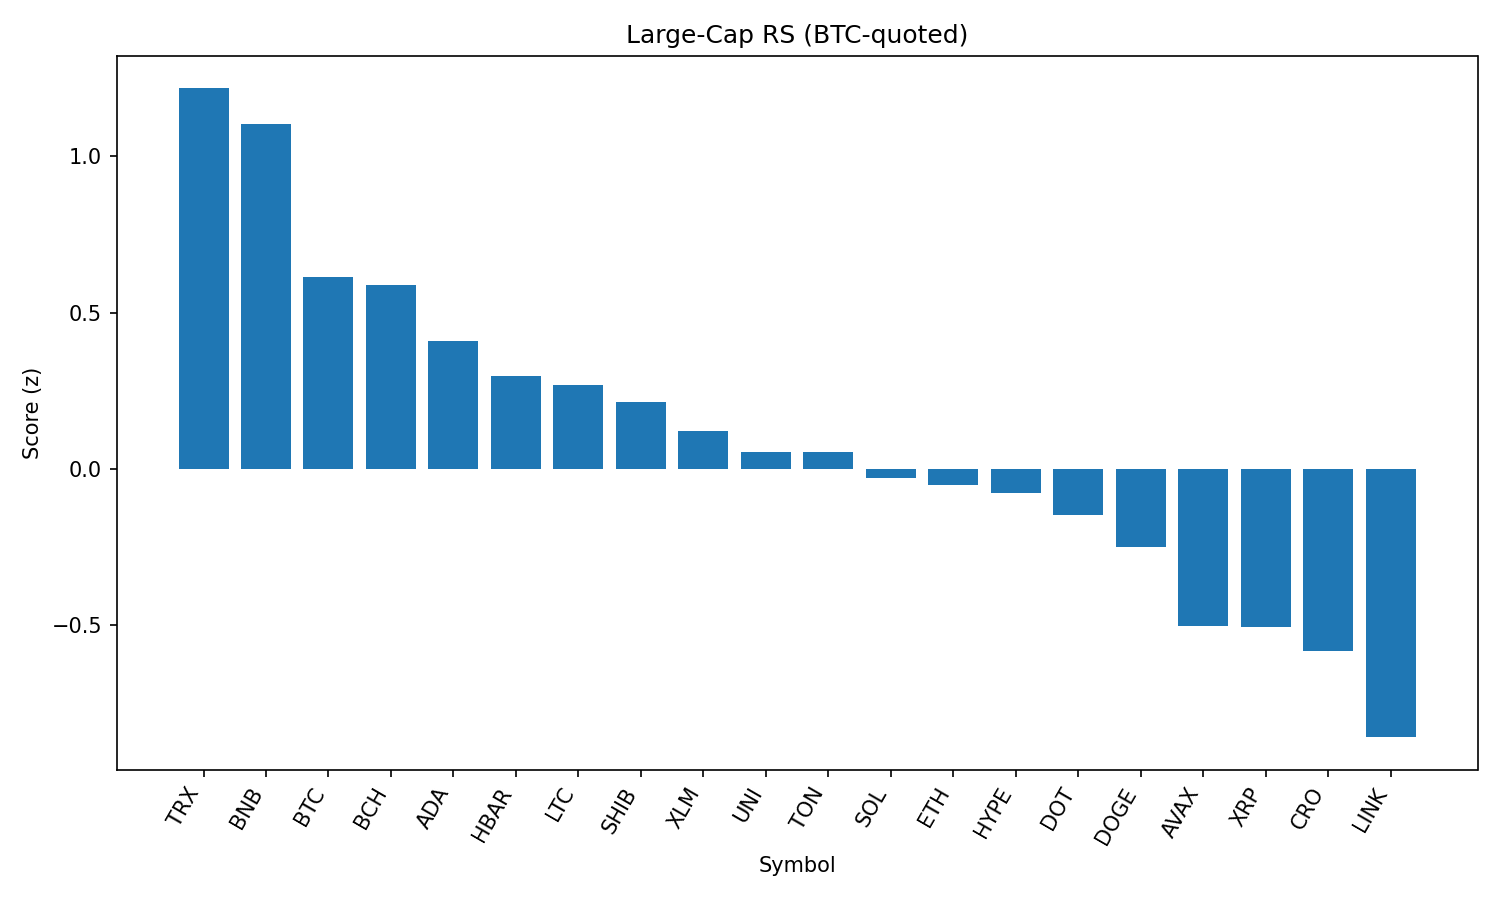 Large-Cap RS (BTC-quoted)
Score (z)
1.0
0.5
0.0
−0.5
TRX
BNB
BTC
BCH
ADA
HBAR
LTC
SHIB
XLM
UNI
TON
SOL
ETH
HYPE
DOT
DOGE
AVAX
XRP
CRO
LINK
Symbol